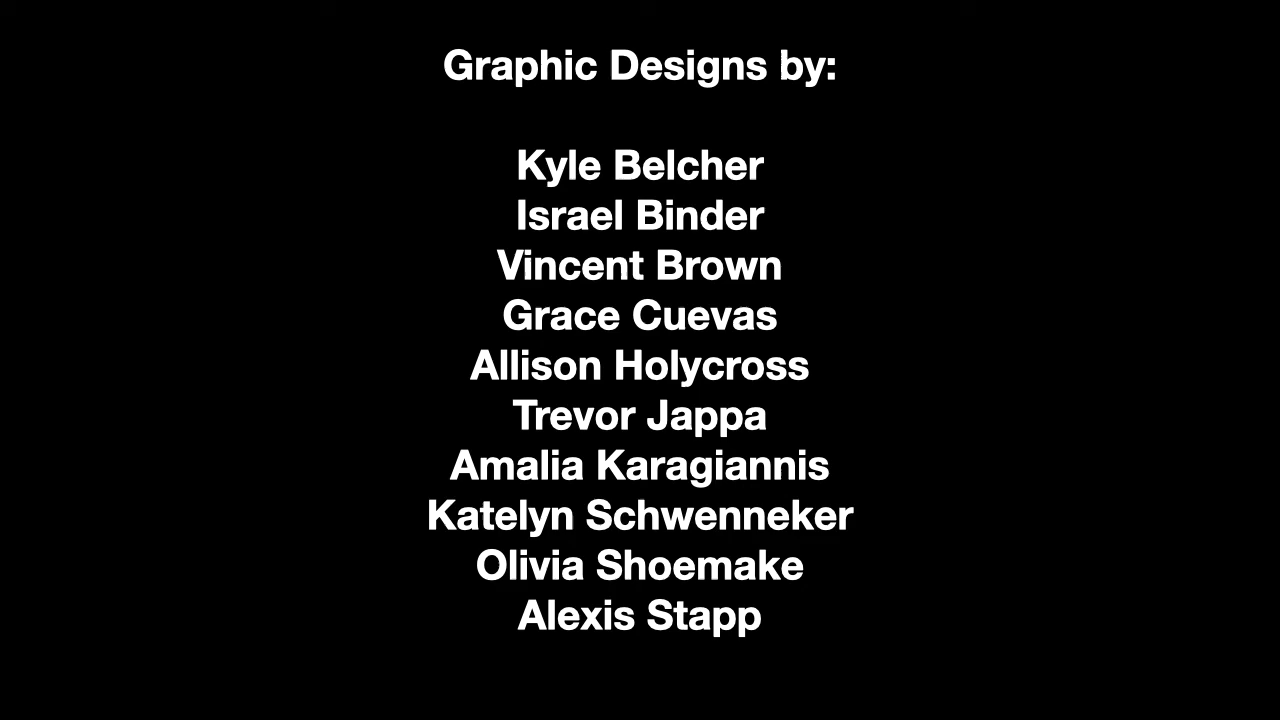 Graphic Designs by:
Kyle Belcher
Israel Binder
Vincent Brown
Grace Cuevas
Allison Holycross
Trevor Jappa
Amalia Karagiannis
Katelyn Schwenneker
Olivia Shoemake
Alexis Stapp